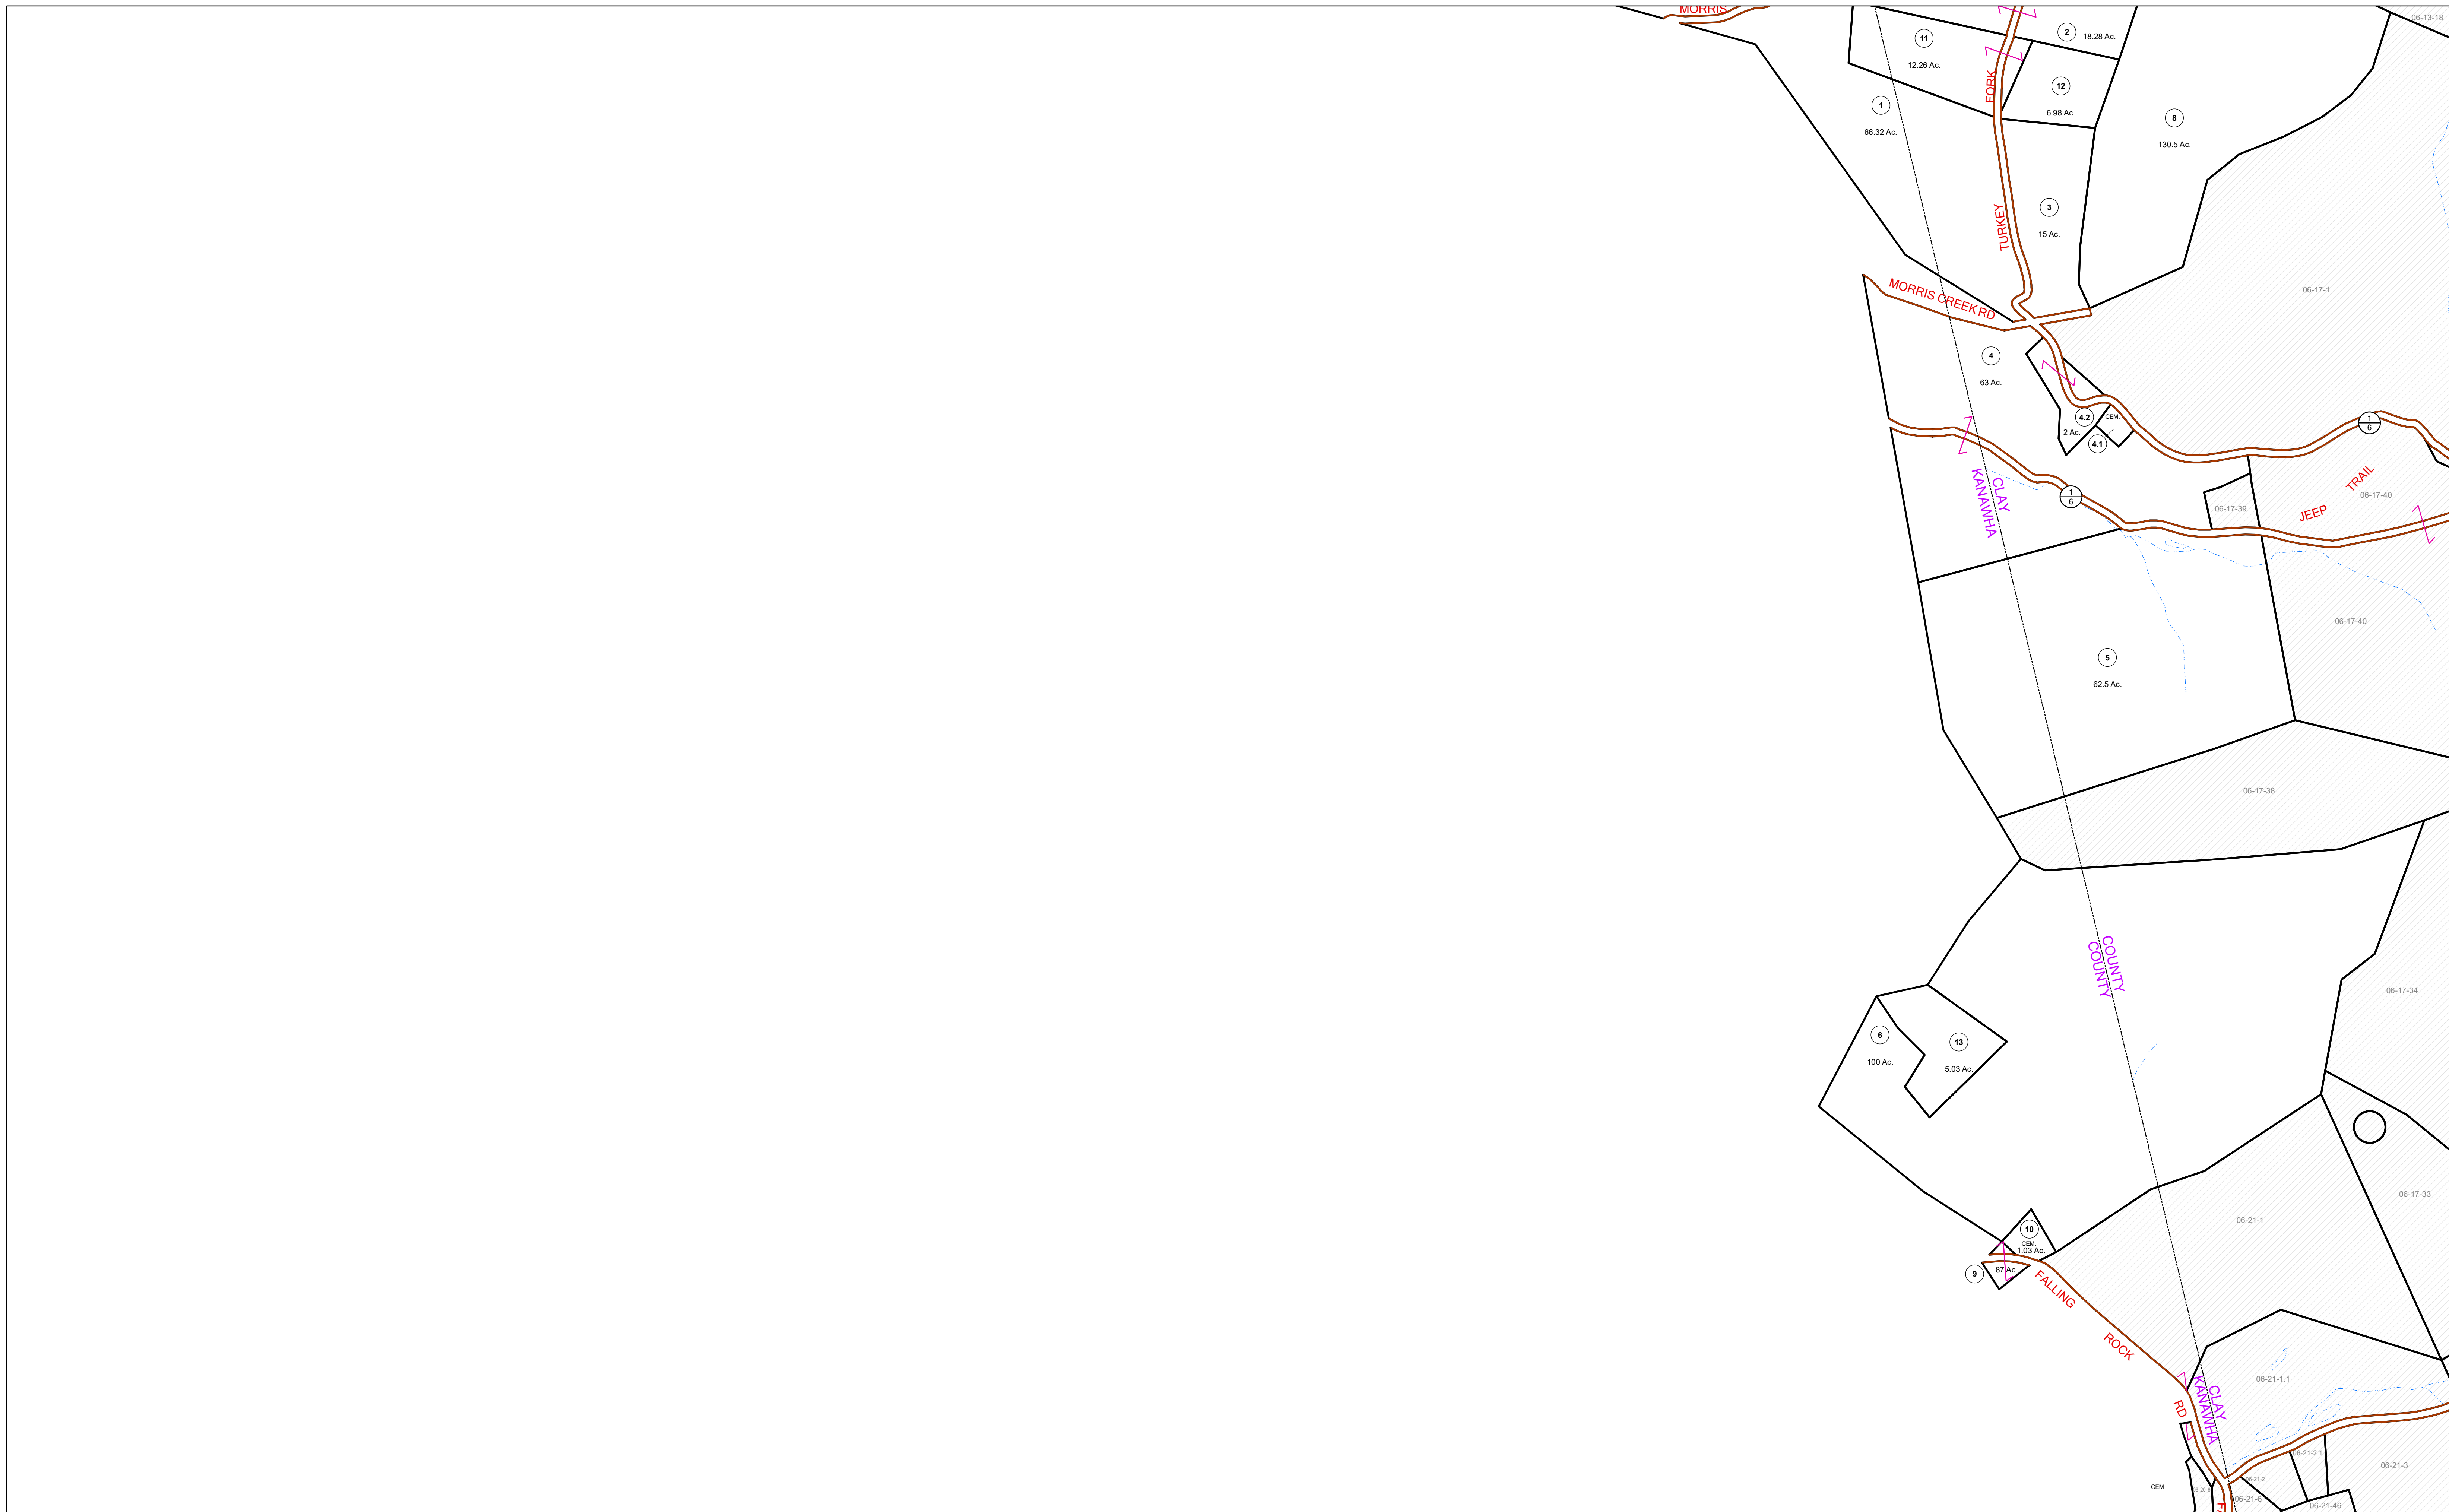 MORRIS
06-13-18
2
18.28 Ac.
11
12.26 Ac.
FORK
12
6.98 Ac.
1
66.32 Ac.
8
130.5 Ac.
3
15 Ac.
TURKEY
06-17-1
MORRIS CREEK RD
4
63 Ac.
4.2
CEM.
2 Ac.
4.1
1
6
TRAIL
06-17-40
1
6
06-17-39
JEEP
CLAY
KANAWHA
06-17-40
5
62.5 Ac.
06-17-38
COUNTY
COUNTY
06-17-34
6
100 Ac.
13
5.03 Ac.
06-17-33
06-21-1
10
CEM.
1.03 Ac.
9
.87 Ac.
FALLING
ROCK
06-21-1.1
CLAY
KANAWHA
RD
06-21-2.1
06-21-3
06-21-2
CEM
06-21-6
06-21-46